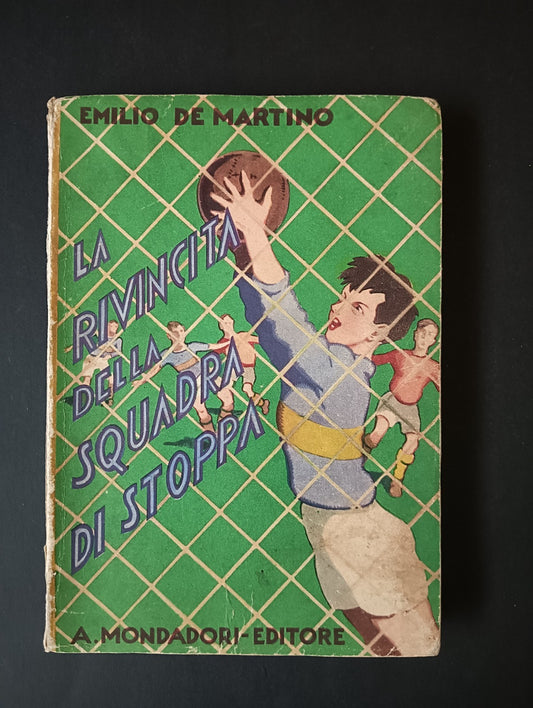 EMILIO DE MARTINO
LA
RIVINCITA
DELLA
SQUADRA
DI STOPPA
A. MONDADORI-EDITORE